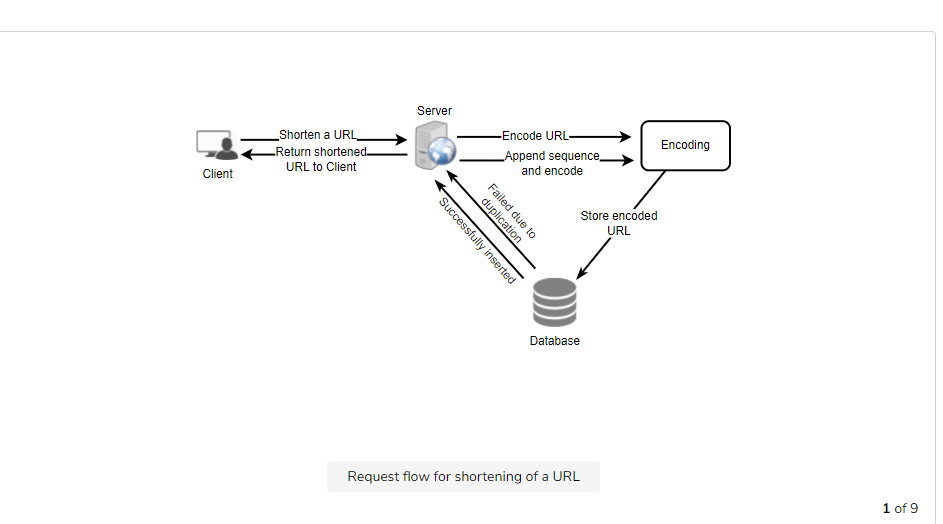 Server
Shorten a URL
Return shortened
URL to Client
Client
Encode URL
Append sequence
and encode
Encoding
Failed due to
duplication
Successfully inserted
Store encoded
URL
Database
Request flow for shortening of a URL
1 of 9